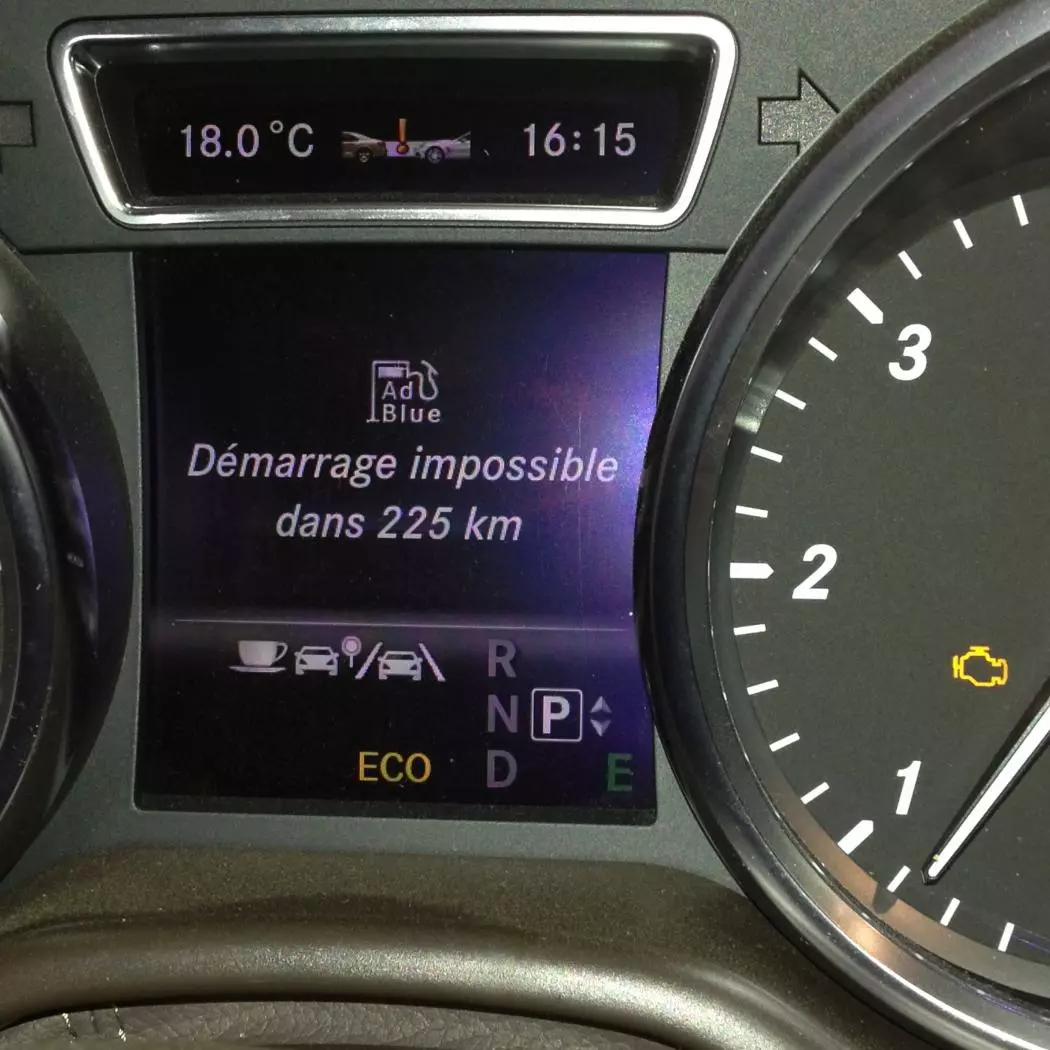 18.0°C 16:15
Ad
Blue
Démarrage impossible
dans 225 km
R
N P
ECO D E
3
2
1